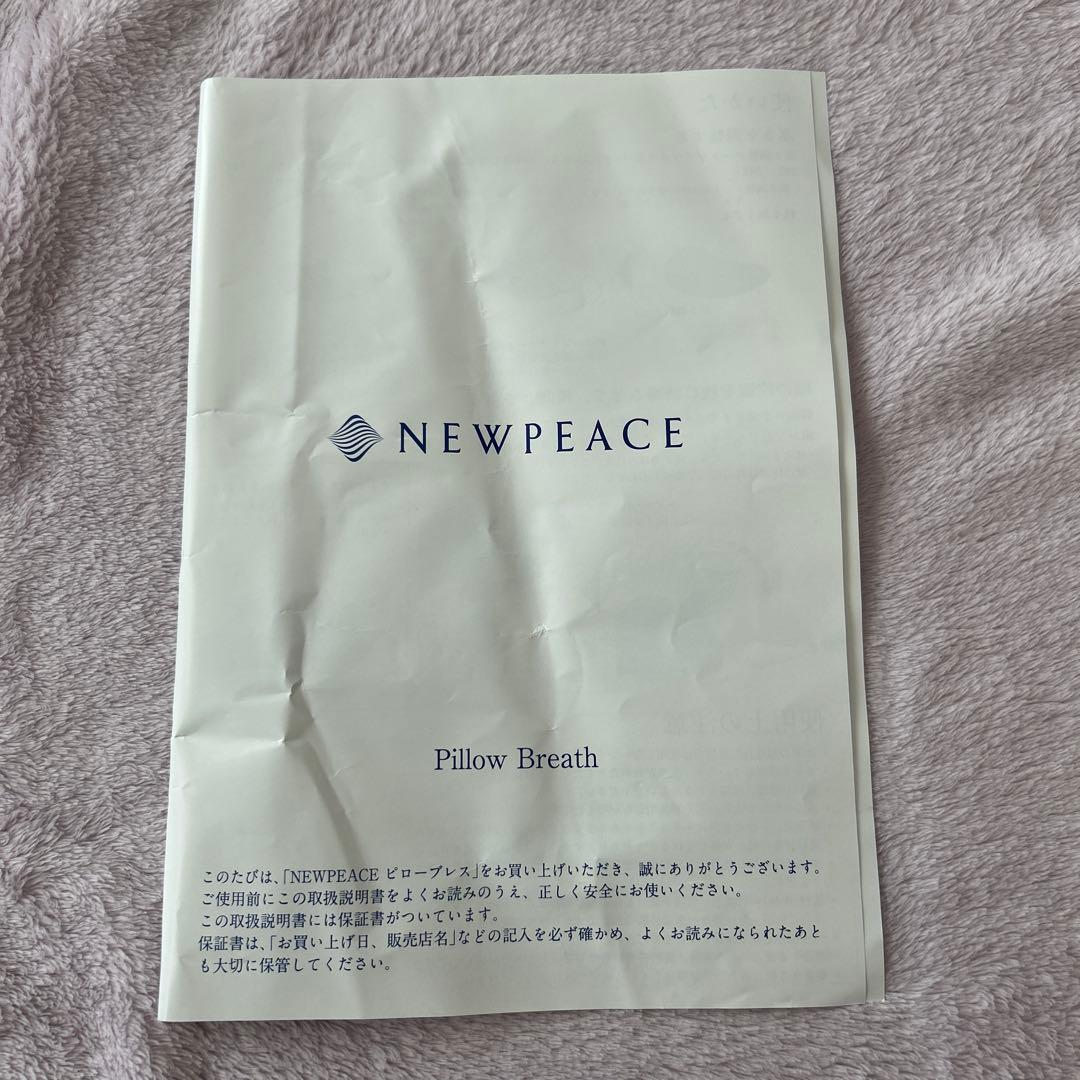 NEWPEACE
Pillow Breath
このたびは、「NEWPEACE ピローブレス」をお買い上げいただき、誠にありがとうございます。
ご使用前にこの取扱説明書をよくお読みのうえ、正しく安全にお使いください。
この取扱説明書には保証書がついています。
保証書は、「お買い上げ日、販売店名」などの記入を必ず確かめ、よくお読みになられたあと
も大切に保管してください。